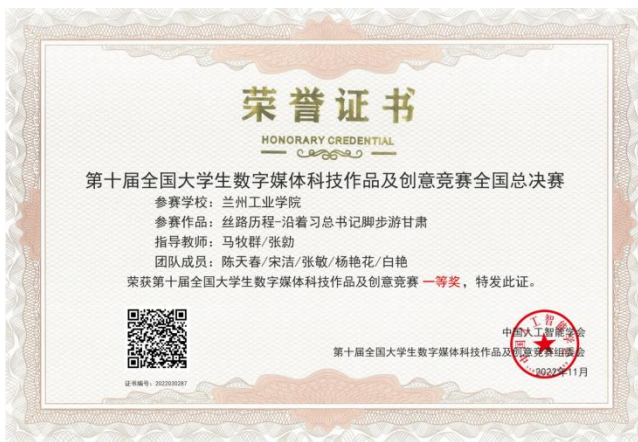 荣誉证书
HONORARY CREDENTIAL
第十届全国大学生数字媒体科技作品及创意竞赛全国总决赛
参赛学校：兰州工业学院
参赛作品：丝路历程-沿着习总书记脚步游甘肃
指导教师：马牧群/张勍
团队成员：陈天春/宋洁/张敏/杨艳花/白艳
荣获第十届全国大学生数字媒体科技作品及创意竞赛 一等奖，特发此证。
中国人工智能学会
第十届全国大学生数字媒体科技作品及创意竞赛组委会
2022年11月
证书编号：2022030287